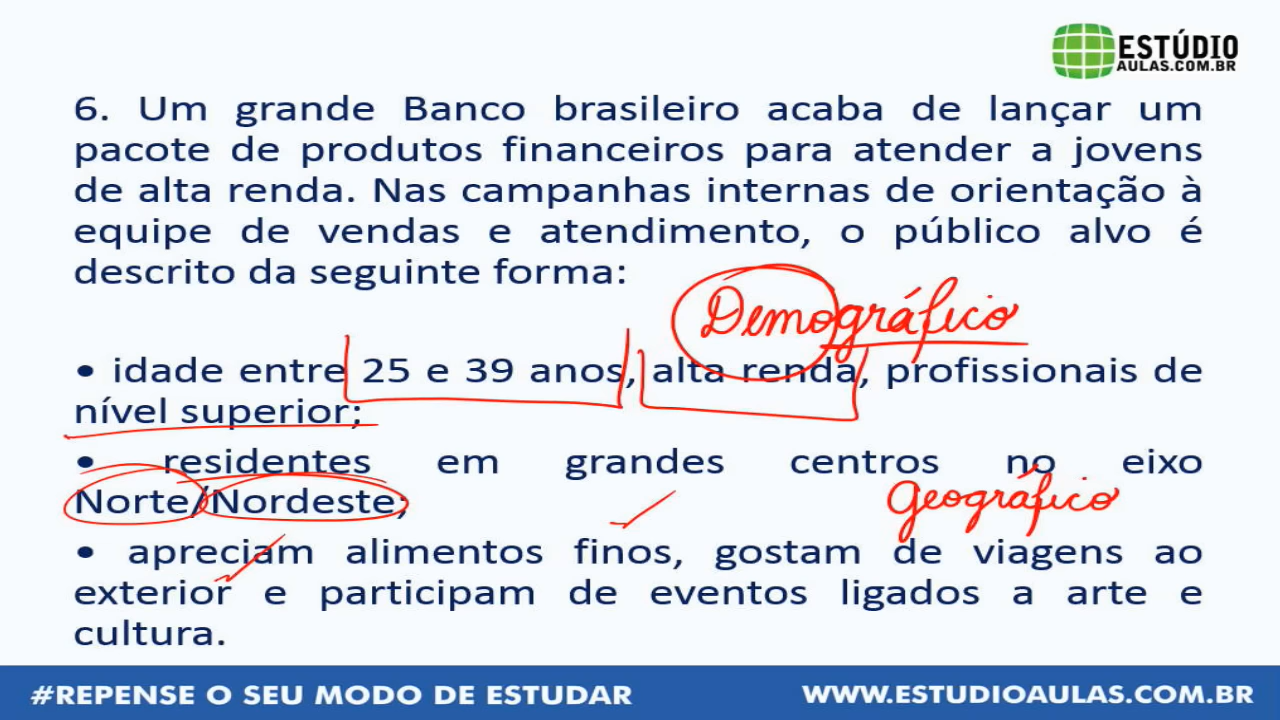 ESTÚDIO
AULAS.COM.BR
6. Um grande Banco brasileiro acaba de lançar um
pacote de produtos financeiros para atender a jovens
de alta renda. Nas campanhas internas de orientação à
equipe de vendas e atendimento, o público alvo é
descrito da seguinte forma:
Demográfico
• idade entre 25 e 39 anos, alta renda, profissionais de
nível superior;
• residentes em grandes centros no eixo
Norte/Nordeste;
Geográfico
• apreciam alimentos finos, gostam de viagens ao
exterior e participam de eventos ligados a arte e
cultura.
#REPENSE O SEU MODO DE ESTUDAR
WWW.ESTUDIOAULAS.COM.BR